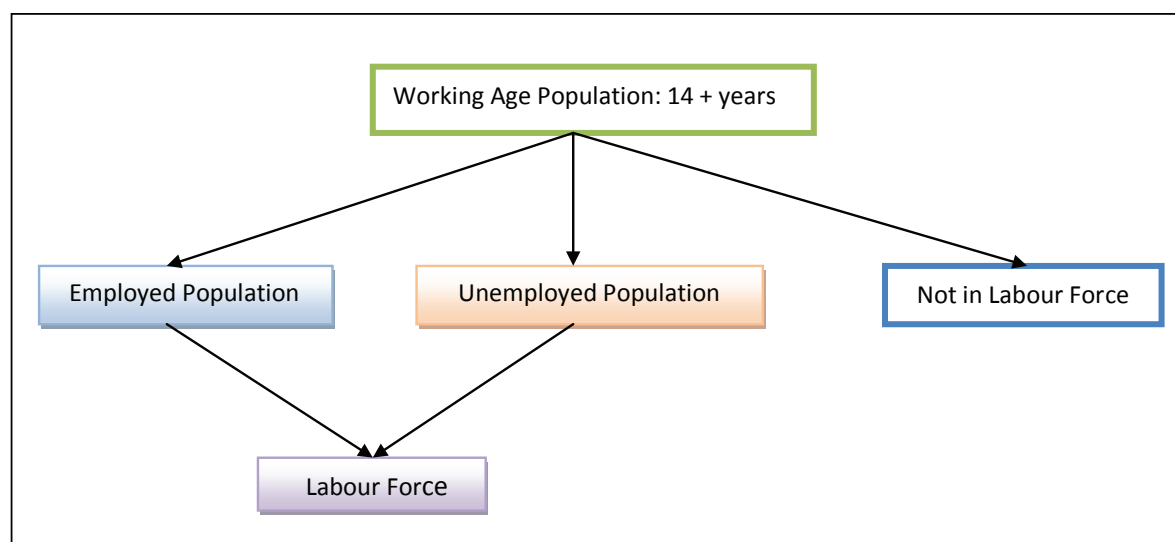 Working Age Population: 14 + years
Employed Population
Unemployed Population
Not in Labour Force
Labour Force